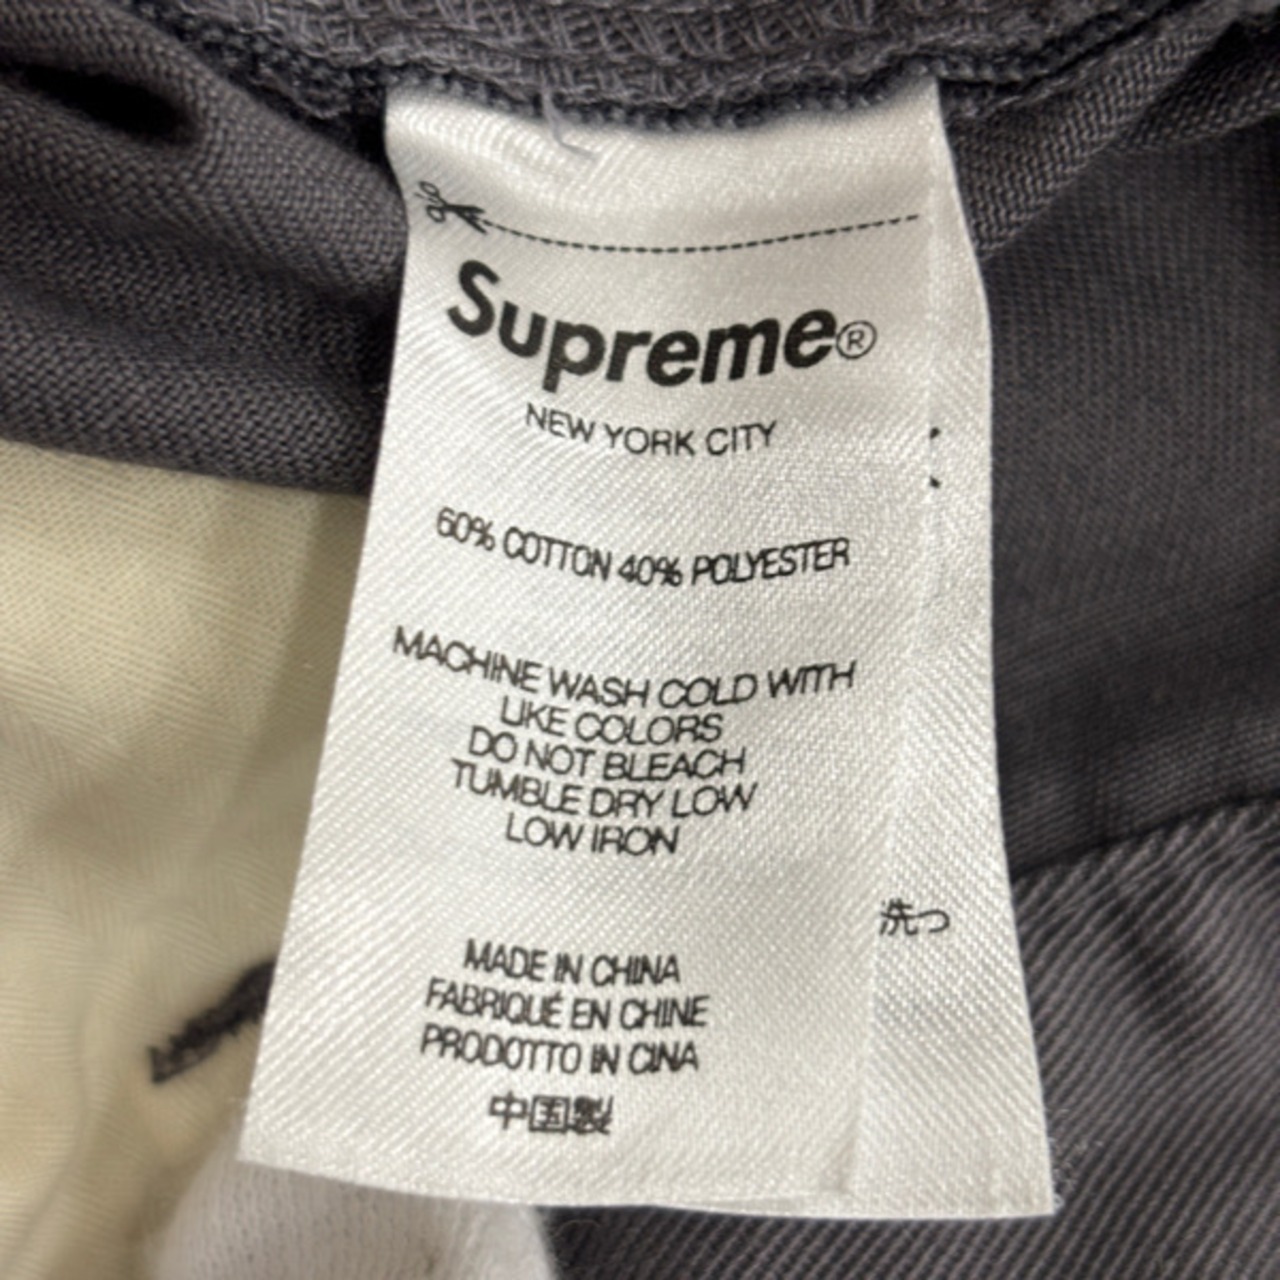 Supreme®
NEW YORK CITY
60% COTTON 40% POLYESTER
MACHINE WASH COLD WITH
LIKE COLORS
DO NOT BLEACH
TUMBLE DRY LOW
LOW IRON
MADE IN CHINA
FABRIQUÉ EN CHINE
PRODOTTO IN CINA
中国製
洗つ